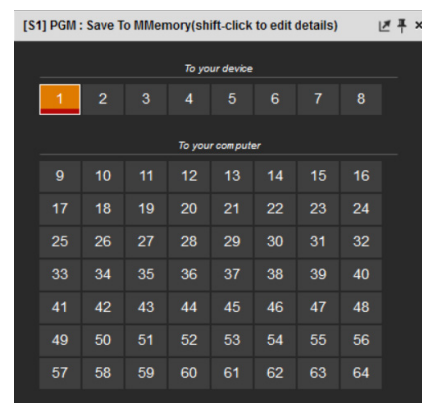 [S1] PGM : Save To MMemory(shift-click to edit details)
To your device
1 2 3 4 5 6 7 8
To your computer
9 10 11 12 13 14 15 16
17 18 19 20 21 22 23 24
25 26 27 28 29 30 31 32
33 34 35 36 37 38 39 40
41 42 43 44 45 46 47 48
49 50 51 52 53 54 55 56
57 58 59 60 61 62 63 64